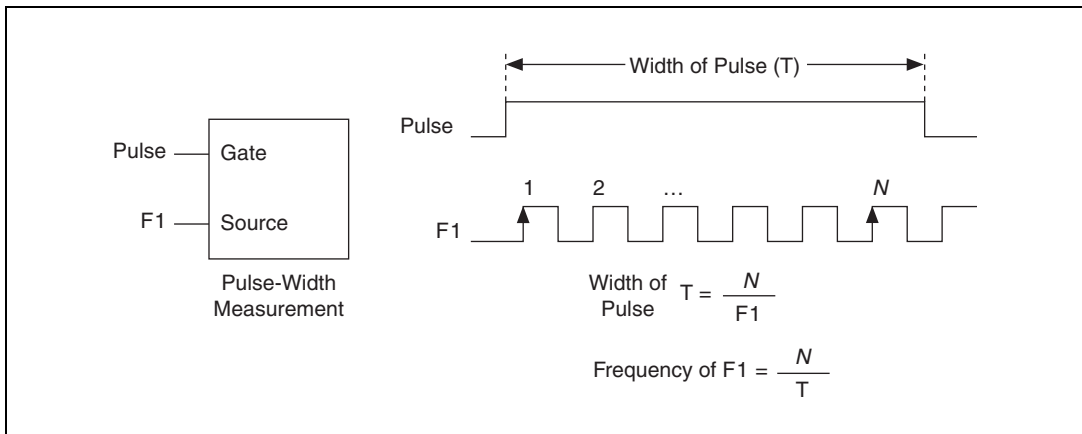 Width of Pulse (T)
Pulse
Pulse
Gate
1 2 … N
F1
Source
F1
Pulse-Width
Measurement
Width of
Pulse
T = N
F1
Frequency of F1 = N
T